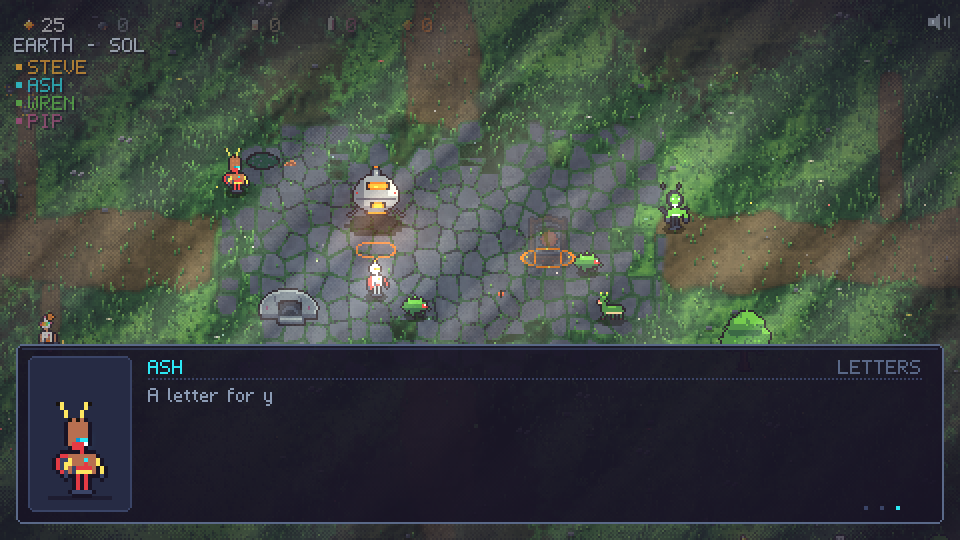 25 0 0 0 0 0
EARTH - SOL
STEVE
ASH
WREN
PIP
ASH LETTERS
A letter for y